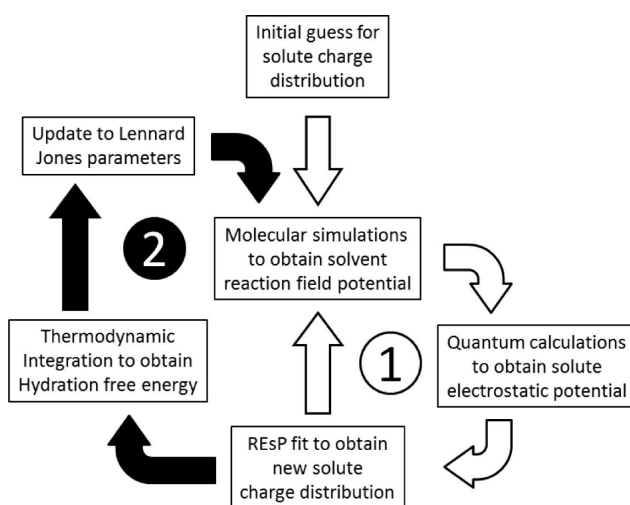 Initial guess for
solute charge
distribution
Update to Lennard
Jones parameters
2
Molecular simulations
to obtain solvent
reaction field potential
Thermodynamic
Integration to obtain
Hydration free energy
1
Quantum calculations
to obtain solute
electrostatic potential
REsP fit to obtain
new solute
charge distribution